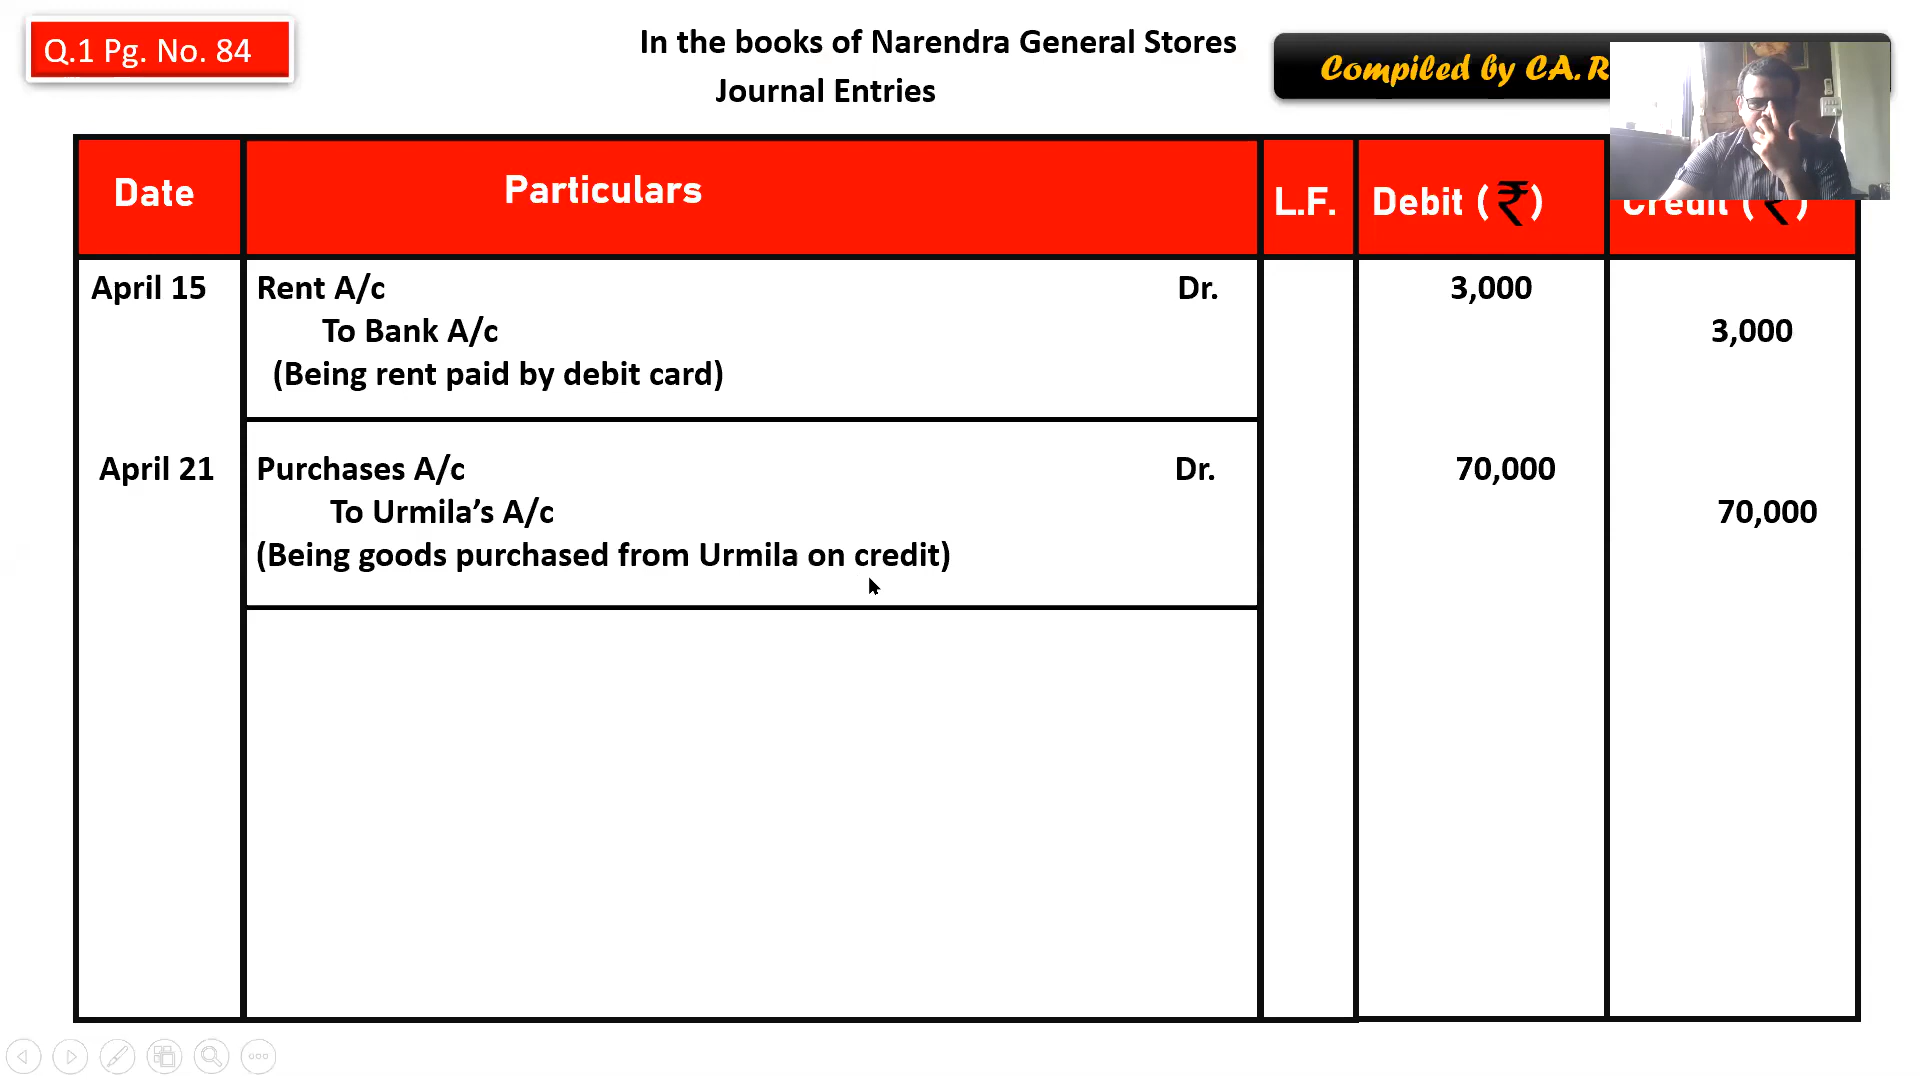 Q.1 Pg. No. 84
In the books of Narendra General Stores
Journal Entries
Compiled by CA. R
Date Particulars L.F. Debit (₹) Credit (₹)
April 15 Rent A/c Dr. 3,000
To Bank A/c 3,000
(Being rent paid by debit card)
April 21 Purchases A/c Dr. 70,000
To Urmila’s A/c 70,000
(Being goods purchased from Urmila on credit)